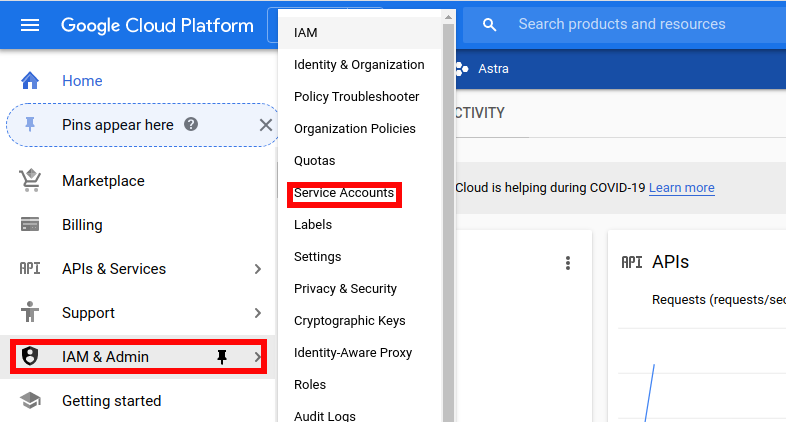 Google Cloud Platform
Search products and resources
Home
Pins appear here
Marketplace
Billing
APIs & Services
Support
IAM & Admin
Getting started
IAM
Identity & Organization
Policy Troubleshooter
Organization Policies
Quotas
Service Accounts
Labels
Settings
Privacy & Security
Cryptographic Keys
Identity-Aware Proxy
Roles
Audit Logs
Astra
CTIVITY
Cloud is helping during COVID-19 Learn more
API APIs
Requests (requests/sec